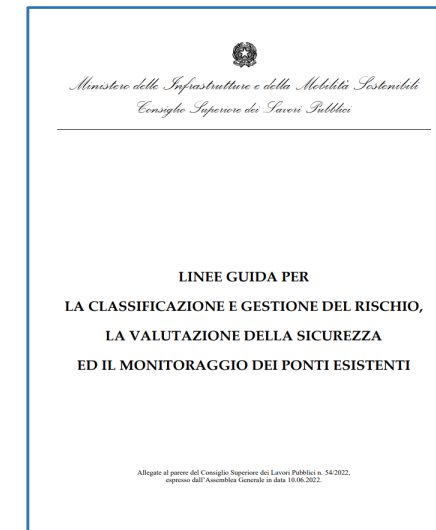 Ministero delle Infrastrutture e della Mobilità Sostenibili
Consiglio Superiore dei Lavori Pubblici
LINEE GUIDA PER
LA CLASSIFICAZIONE E GESTIONE DEL RISCHIO,
LA VALUTAZIONE DELLA SICUREZZA
ED IL MONITORAGGIO DEI PONTI ESISTENTI
Allegate al parere del Consiglio Superiore dei Lavori Pubblici n. 54/2022,
espresso dall'Assemblea Generale in data 10.06.2022.